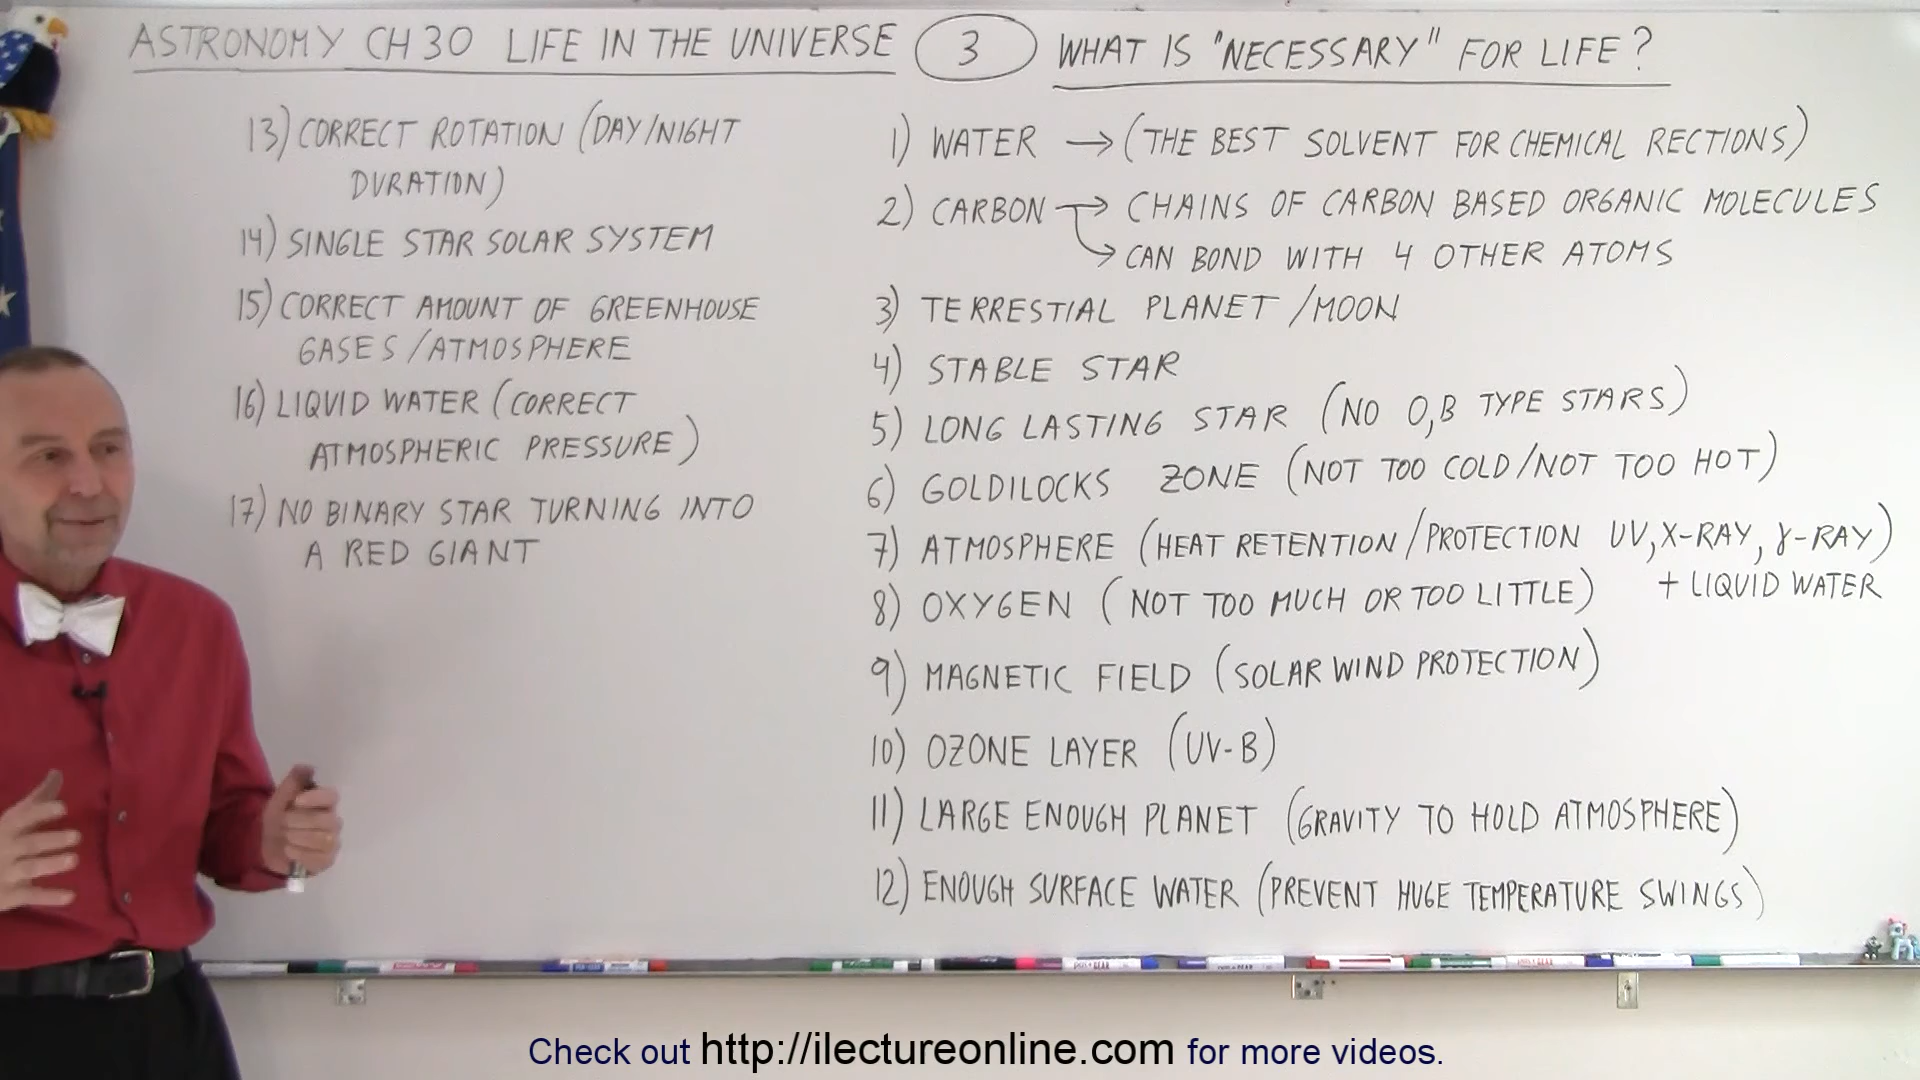 ASTRONOMY CH 30 LIFE IN THE UNIVERSE 3 WHAT IS "NECESSARY" FOR LIFE?
1) WATER → (THE BEST SOLVENT FOR CHEMICAL RECTIONS)
2) CARBON → CHAINS OF CARBON BASED ORGANIC MOLECULES
→ CAN BOND WITH 4 OTHER ATOMS
3) TERRESTIAL PLANET/MOON
4) STABLE STAR
5) LONG LASTING STAR (NO O,B TYPE STARS)
6) GOLDILOCKS ZONE (NOT TOO COLD/NOT TOO HOT)
7) ATMOSPHERE (HEAT RETENTION/PROTECTION UV, X-RAY, γ-RAY)
+ LIQUID WATER
8) OXYGEN (NOT TOO MUCH OR TOO LITTLE)
9) MAGNETIC FIELD (SOLAR WIND PROTECTION)
10) OZONE LAYER (UV-B)
11) LARGE ENOUGH PLANET (GRAVITY TO HOLD ATMOSPHERE)
12) ENOUGH SURFACE WATER (PREVENT HUGE TEMPERATURE SWINGS)
13) CORRECT ROTATION (DAY/NIGHT
DURATION)
14) SINGLE STAR SOLAR SYSTEM
15) CORRECT AMOUNT OF GREENHOUSE
GASES/ATMOSPHERE
16) LIQUID WATER (CORRECT
ATMOSPHERIC PRESSURE)
17) NO BINARY STAR TURNING INTO
A RED GIANT
Check out http://ilectureonline.com for more videos.